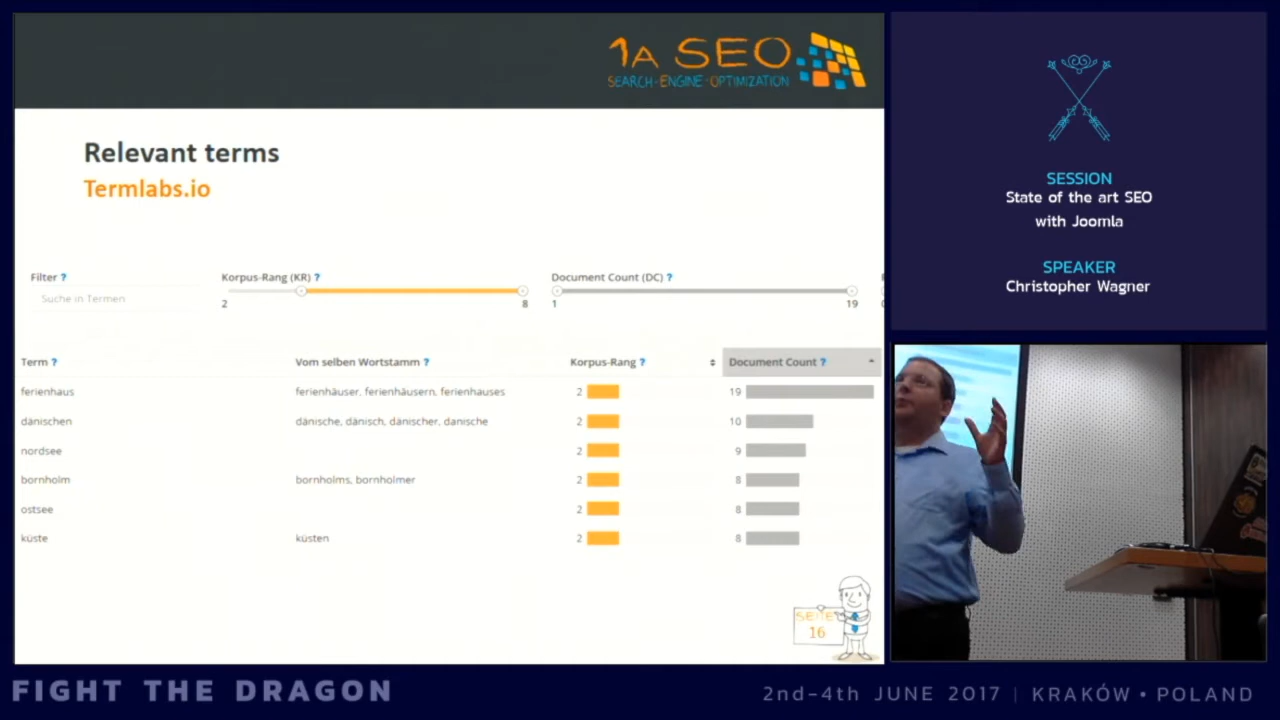 1A SEO
SEARCH-ENGINE-OPTIMIZATION
Relevant terms
Termlabs.io
Filter ?
Suche in Termen
Korpus-Rang (KR) ?
2 8
Document Count (DC) ?
1 19
Term ? Vom selben Wortstamm ? Korpus-Rang ? Document Count ?
ferienhaus ferienhäuser, ferienhäusern, ferienhauses 2 19
dänischen dänische, dänisch, dänischer, danische 2 10
nordsee 2 9
bornholm bornholms, bornholmer 2 8
ostsee 2 8
küste küsten 2 8
SEITE
16
SESSION
State of the art SEO
with Joomla
SPEAKER
Christopher Wagner
FIGHT THE DRAGON
2nd-4th JUNE 2017 | KRAKÓW • POLAND